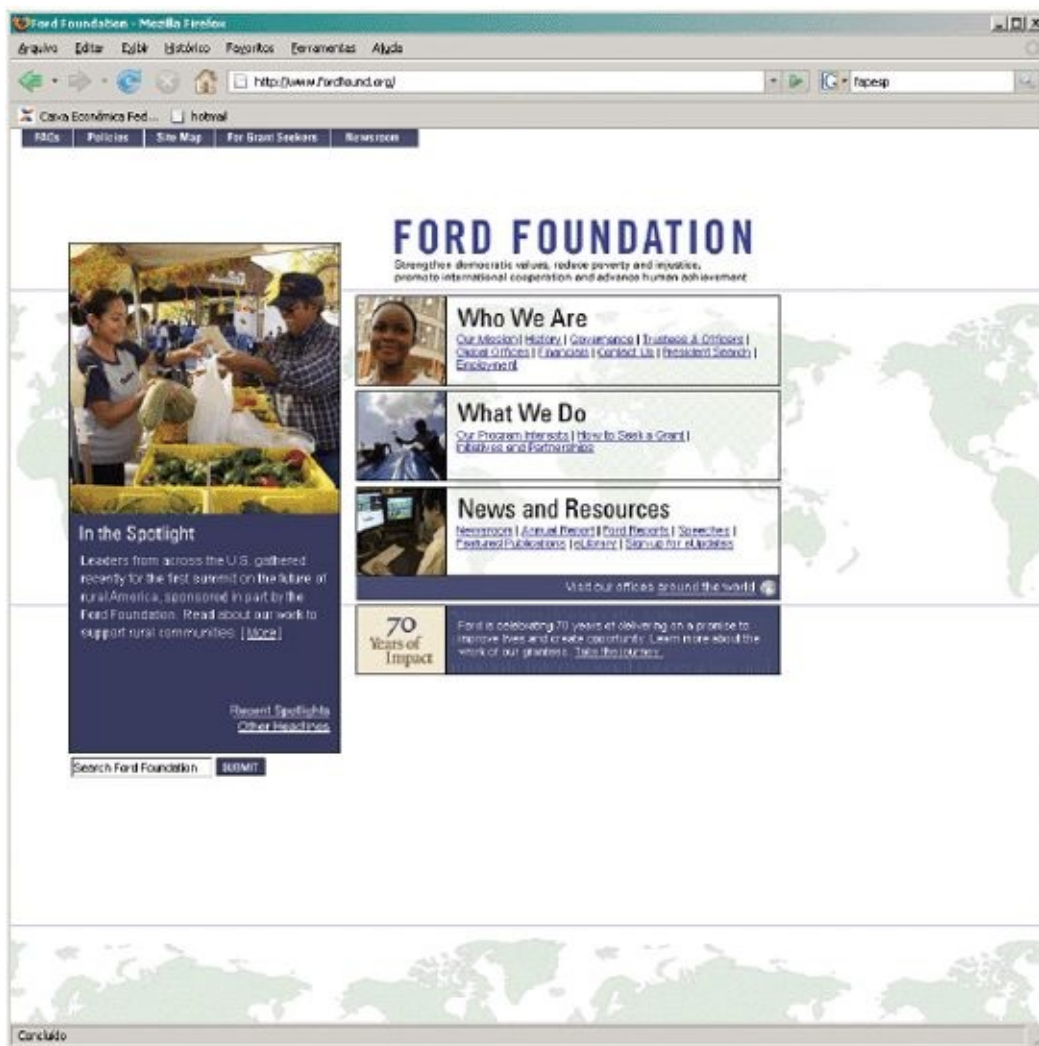 Ford Foundation - Mozilla Firefox
Arquivo Editar Exibir Histórico Favoritos Ferramentas Ajuda
http://www.fordfound.org/
fapesp
Caixa Econômica Fed... hotmail
FAQs Policies Site Map For Grant Seekers Newsroom
FORD FOUNDATION
Strengthen democratic values, reduce poverty and injustice,
promote international cooperation and advance human achievement
Who We Are
Our Mission | History | Governance | Trustees & Officers |
Global Offices | Financials | Contact Us | President Search |
Employment
What We Do
Our Program Interests | How to Seek a Grant |
Initiatives and Partnerships
News and Resources
Newsroom | Annual Report | Ford Reports | Speeches |
Featured Publications | eLibrary | Sign-up for eUpdates
Visit our offices around the world
70
Years of
Impact
Ford is celebrating 70 years of delivering on a promise to
improve lives and create opportunity. Learn more about the
work of our grantees. Take the journey.
In the Spotlight
Leaders from across the U.S. gathered
recently for the first summit on the future of
rural America, sponsored in part by the
Ford Foundation. Read about our work to
support rural communities. [ More ]
Recent Spotlights
Other Headlines
Search Ford Foundation SUBMIT
Concluído